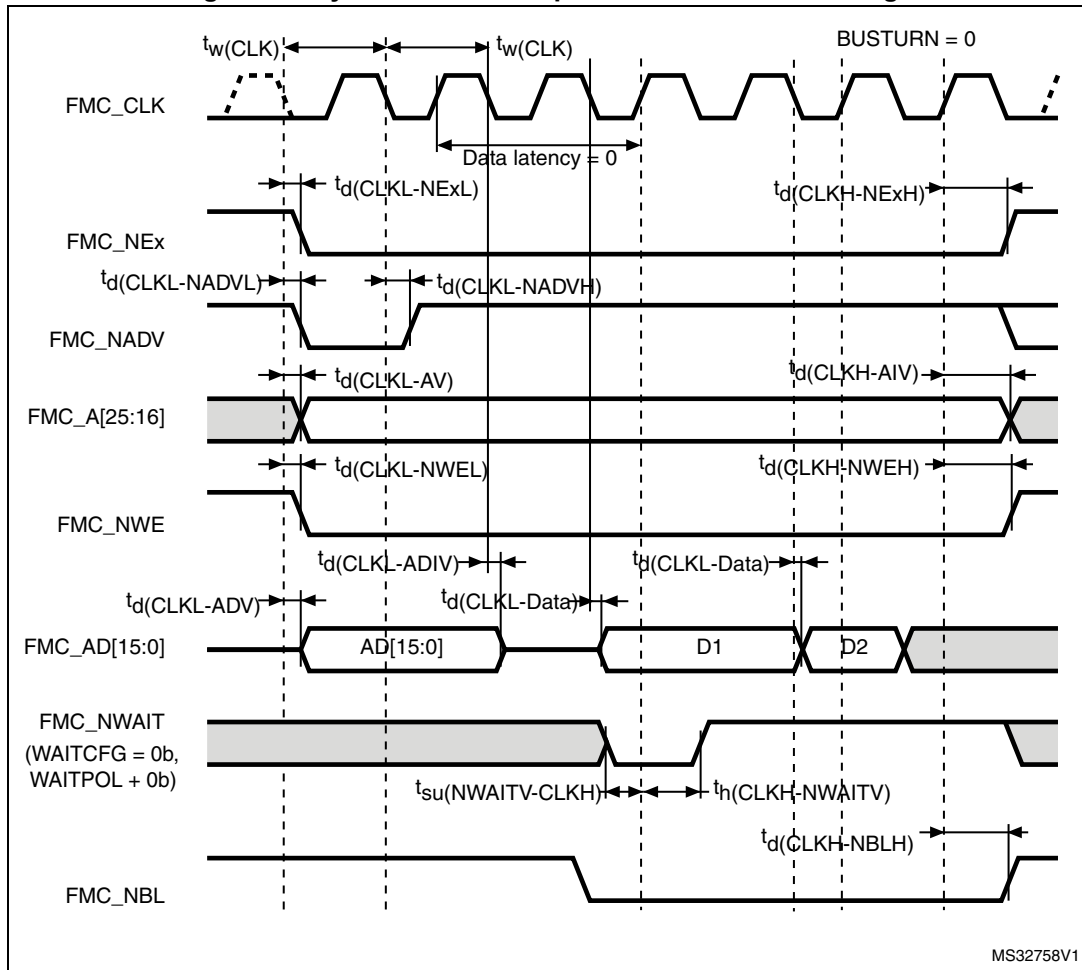 tw(CLK) tw(CLK) BUSTURN = 0
FMC_CLK
Data latency = 0
td(CLKL-NExL) td(CLKH-NExH)
FMC_NEx
td(CLKL-NADVL) td(CLKL-NADVH)
FMC_NADV
td(CLKL-AV) td(CLKH-AIV)
FMC_A[25:16]
td(CLKL-NWEL) td(CLKH-NWEH)
FMC_NWE
td(CLKL-ADIV) td(CLKL-Data)
td(CLKL-ADV) td(CLKL-Data)
FMC_AD[15:0] AD[15:0] D1 D2
FMC_NWAIT
(WAITCFG = 0b,
WAITPOL + 0b)
tsu(NWAITV-CLKH) th(CLKH-NWAITV)
td(CLKH-NBLH)
FMC_NBL
MS32758V1